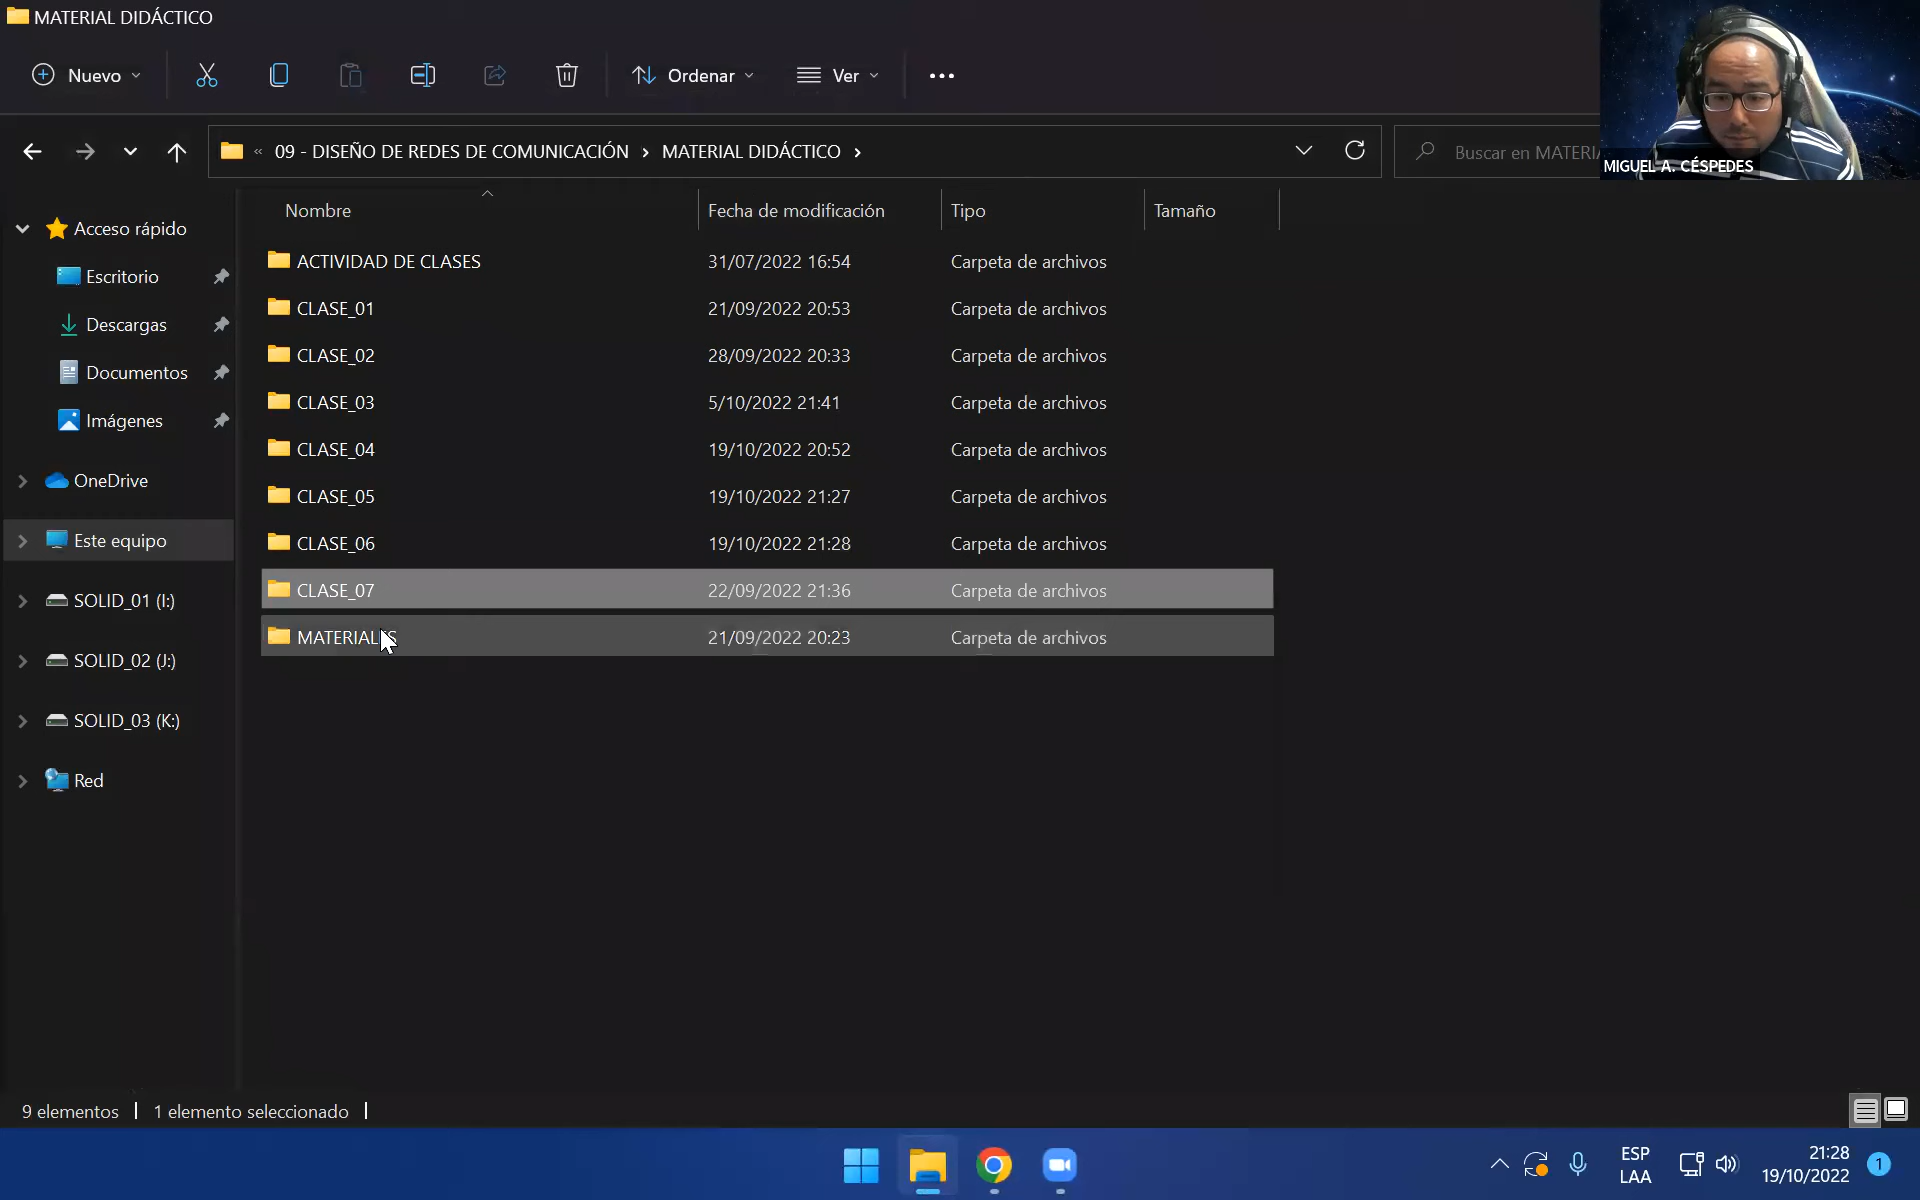 MATERIAL DIDÁCTICO
Nuevo
Ordenar
Ver
« 09 - DISEÑO DE REDES DE COMUNICACIÓN › MATERIAL DIDÁCTICO ›
Buscar en MATERIA
MIGUEL A. CÉSPEDES
Nombre Fecha de modificación Tipo Tamaño
Acceso rápido
Escritorio
Descargas
Documentos
Imágenes
OneDrive
Este equipo
SOLID_01 (I:)
SOLID_02 (J:)
SOLID_03 (K:)
Red
ACTIVIDAD DE CLASES 31/07/2022 16:54 Carpeta de archivos
CLASE_01 21/09/2022 20:53 Carpeta de archivos
CLASE_02 28/09/2022 20:33 Carpeta de archivos
CLASE_03 5/10/2022 21:41 Carpeta de archivos
CLASE_04 19/10/2022 20:52 Carpeta de archivos
CLASE_05 19/10/2022 21:27 Carpeta de archivos
CLASE_06 19/10/2022 21:28 Carpeta de archivos
CLASE_07 22/09/2022 21:36 Carpeta de archivos
MATERIALES 21/09/2022 20:23 Carpeta de archivos
9 elementos 1 elemento seleccionado
ESP
LAA
21:28
19/10/2022
1